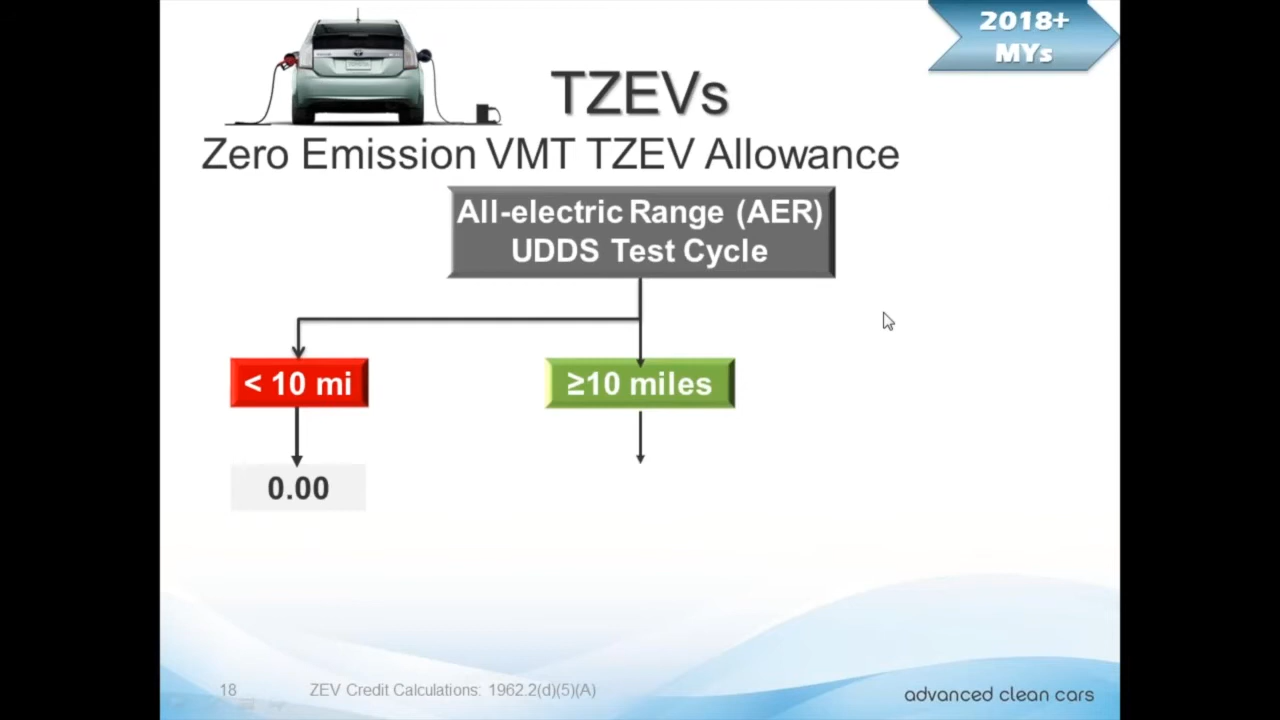 2018+
MYs
TZEVs
Zero Emission VMT TZEV Allowance
All-electric Range (AER)
UDDS Test Cycle
< 10 mi
≥10 miles
0.00
18
ZEV Credit Calculations: 1962.2(d)(5)(A)
advanced clean cars